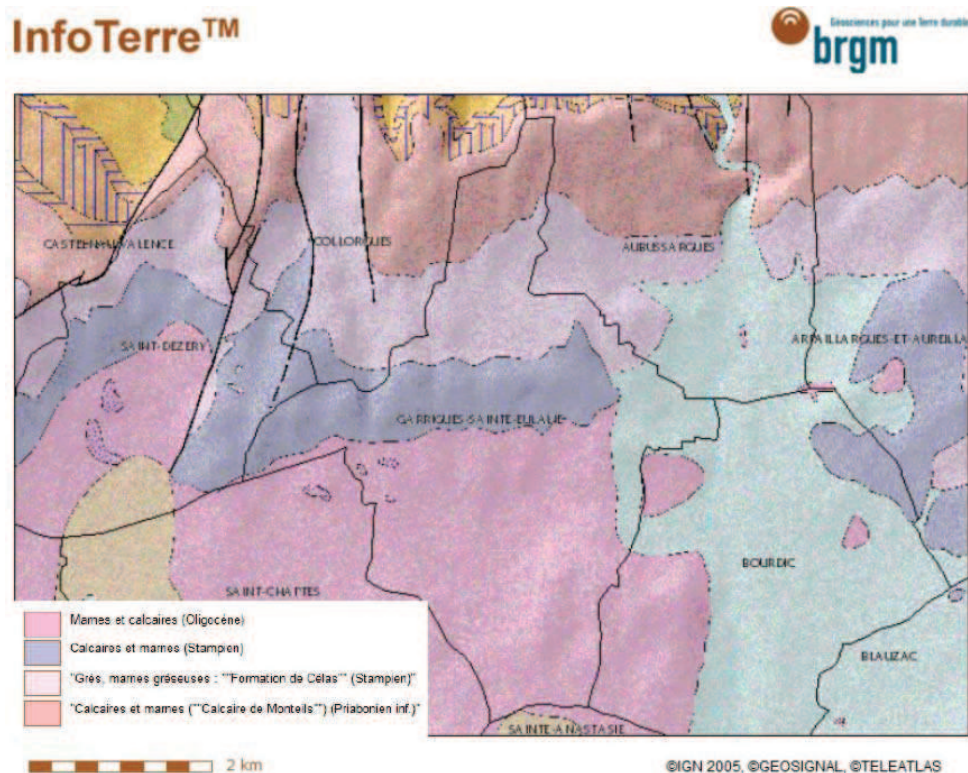 InfoTerre™
Géosciences pour une Terre durable
brgm
CASTELNAU-VALENCE
COLLORGUES
AUBUSSARGUES
SAINT-DEZERY
ARPAILLARGUES-ET-AUREILLA
GARRIGUES-SAINTE-EULALIE
BOURDIC
SAINT-CHAPTES
BLAUZAC
SAINTE-ANASTASIE
Marnes et calcaires (Oligocène)
Calcaires et marnes (Stampien)
"Grés, marnes gréseuses : ""Formation de Célas"" (Stampien)"
"Calcaires et marnes (""Calcaire de Monteils"") (Priabonien inf.)"
2 km
©IGN 2005, ©GEOSIGNAL, ©TELEATLAS